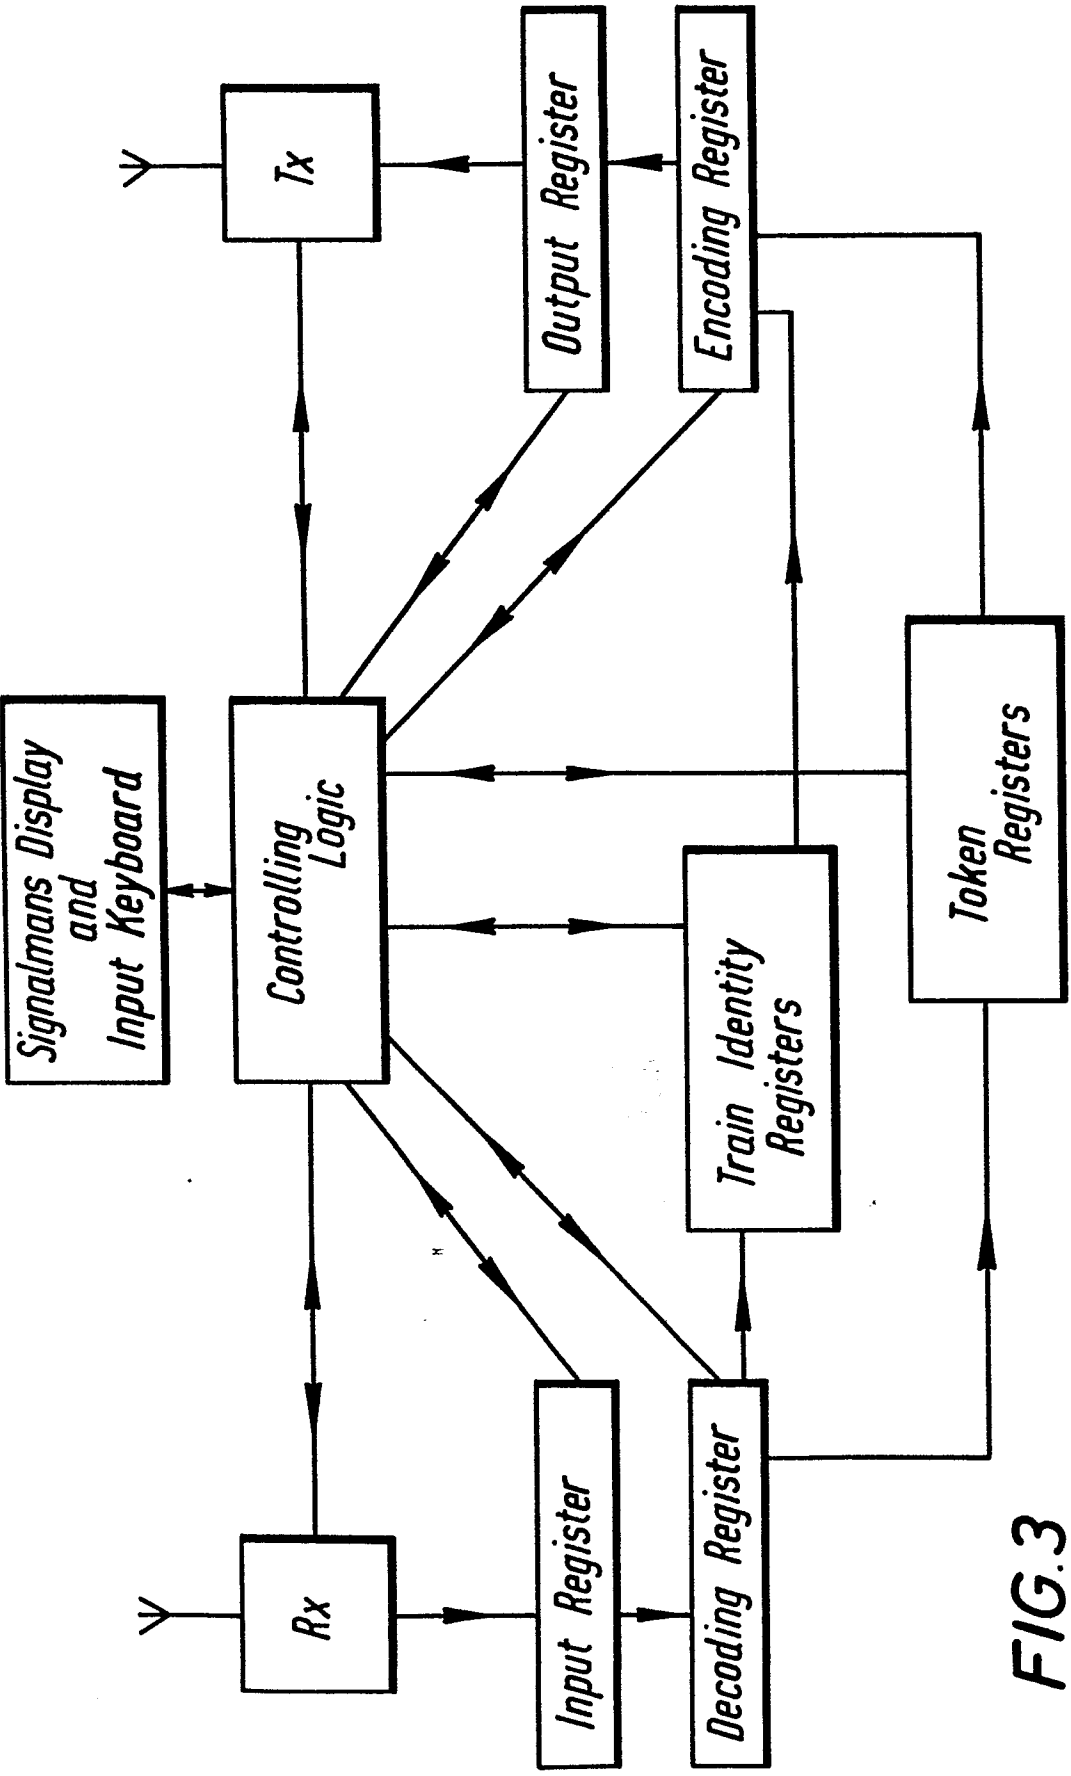 Signalmans Display
and
Input Keyboard
Rx
Controlling
Logic
Tx
Input Register
Output Register
Decoding Register
Train Identity
Registers
Encoding Register
Token
Registers
FIG.3